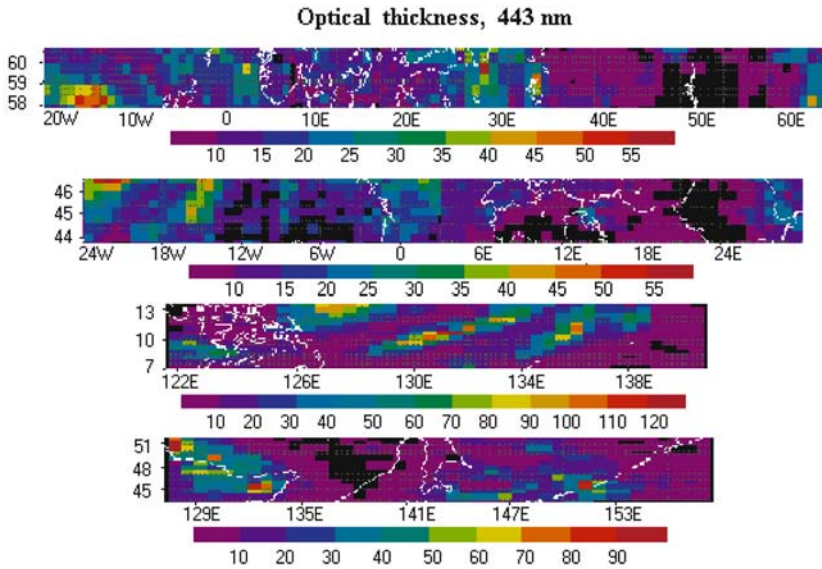 Optical thickness, 443 nm
60
59
58
20W 10W 0 10E 20E 30E 40E 50E 60E
10 15 20 25 30 35 40 45 50 55
46
45
44
24W 18W 12W 6W 0 6E 12E 18E 24E
10 15 20 25 30 35 40 45 50 55
13
10
7
122E 126E 130E 134E 138E
10 20 30 40 50 60 70 80 90 100 110 120
51
48
45
129E 135E 141E 147E 153E
10 20 30 40 50 60 70 80 90